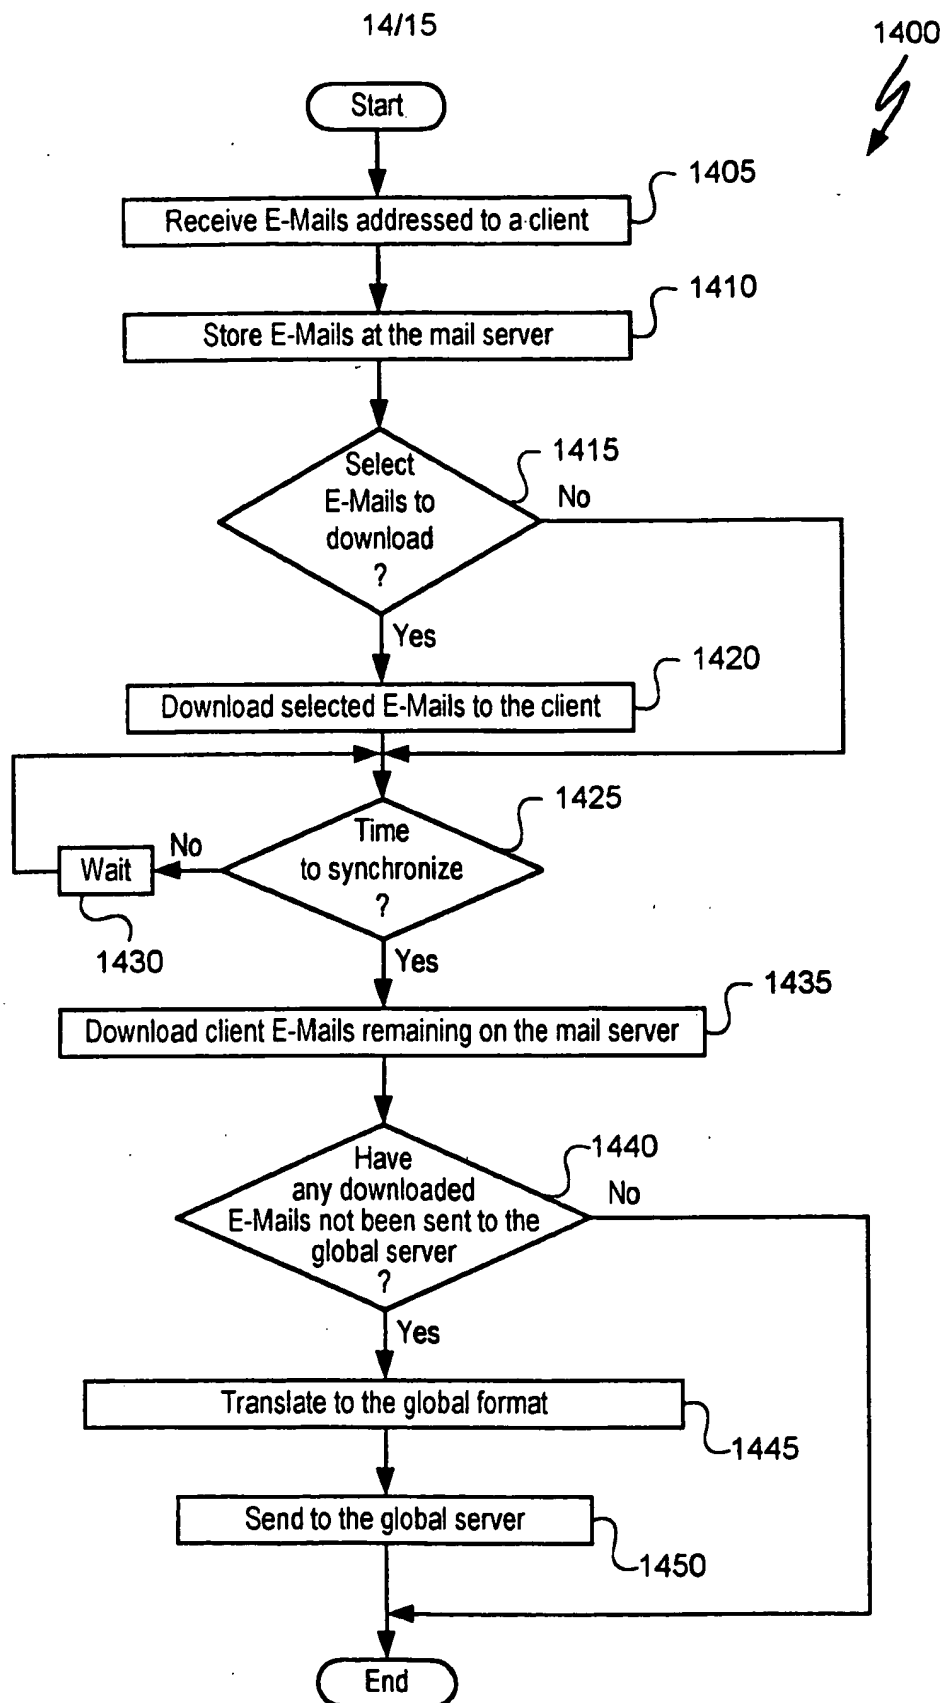 14/15
1400
Start
1405
Receive E-Mails addressed to a client
1410
Store E-Mails at the mail server
1415
Select
E-Mails to
download
?
No
Yes
1420
Download selected E-Mails to the client
1425
Time
to synchronize
?
No
Wait
1430
Yes
1435
Download client E-Mails remaining on the mail server
1440
Have
any downloaded
E-Mails not been sent to the
global server
?
No
Yes
Translate to the global format
1445
Send to the global server
1450
End